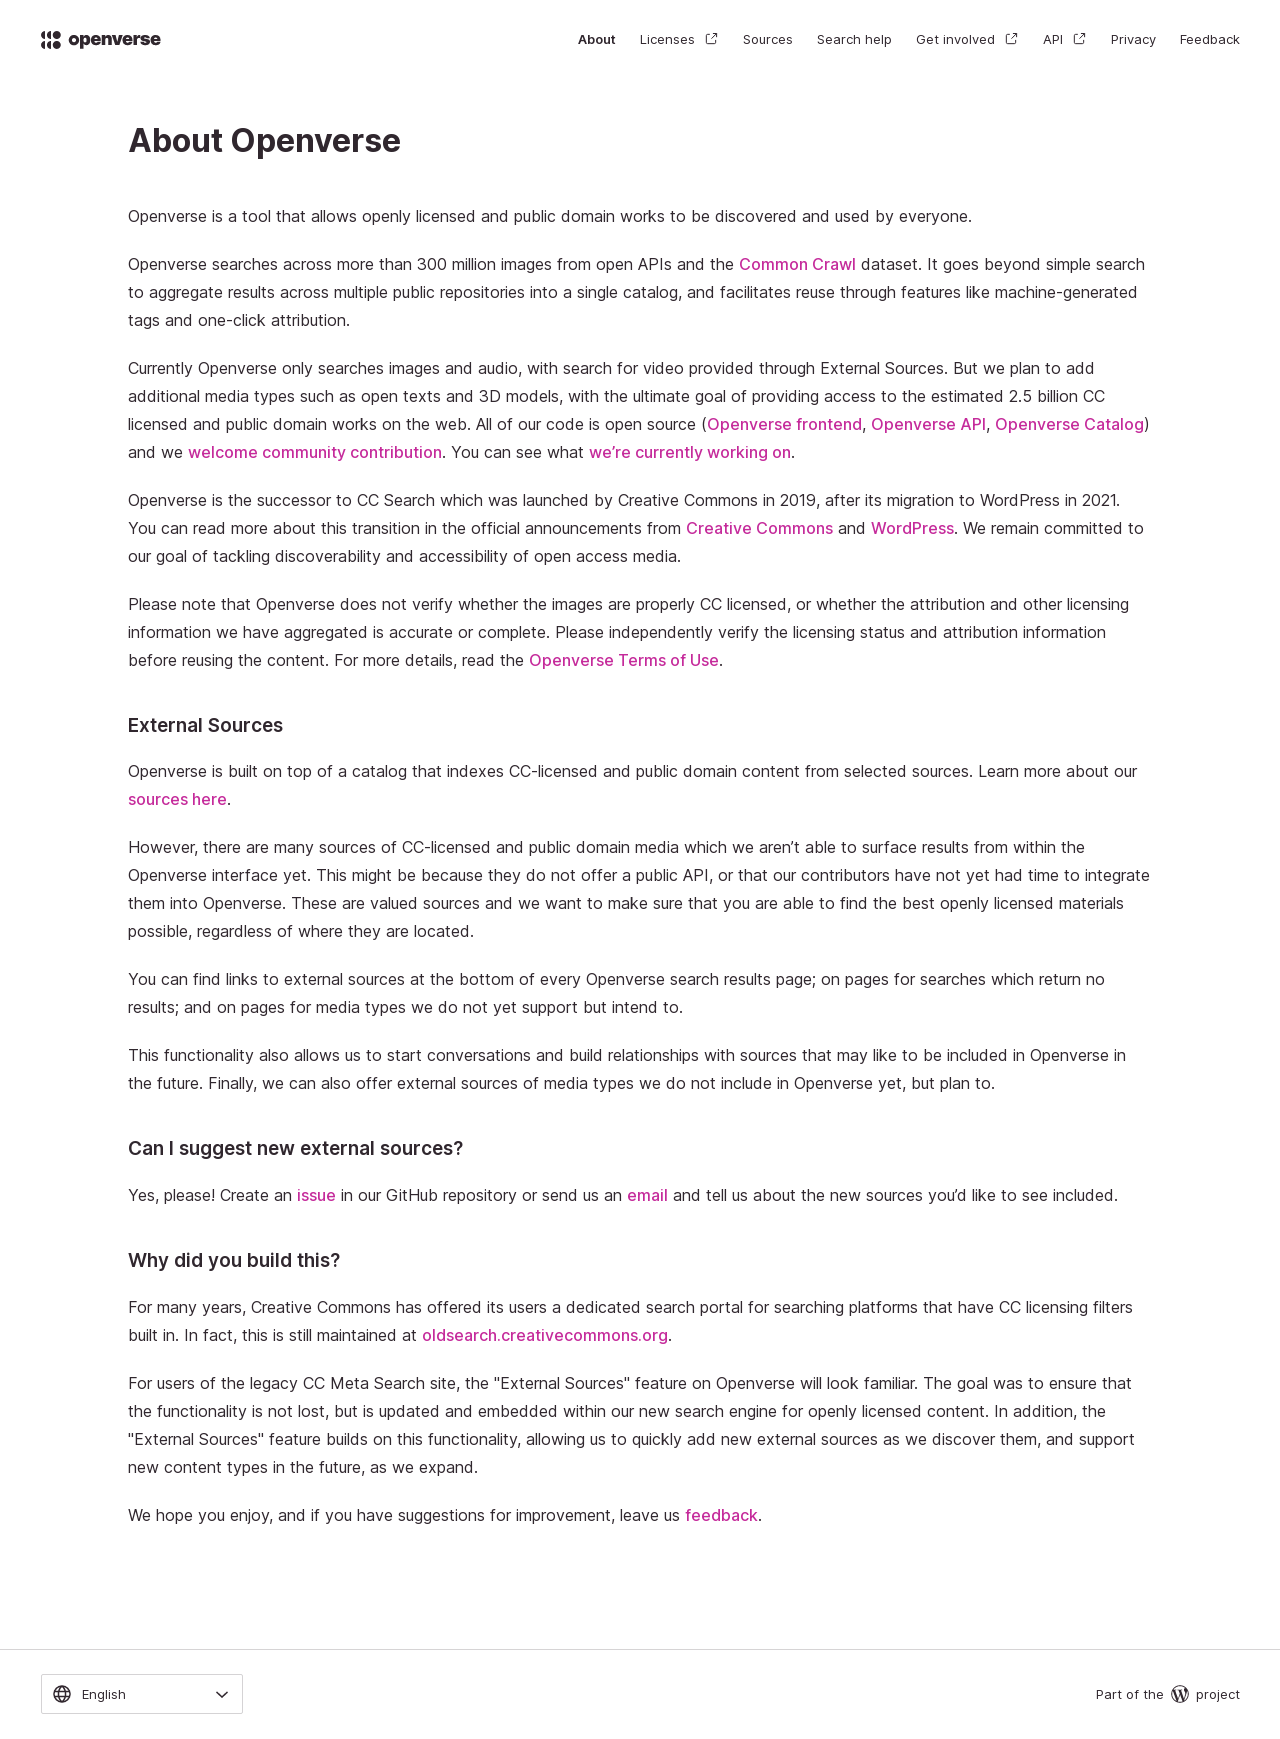 openverse
About Licenses Sources Search help Get involved API Privacy Feedback
About Openverse
Openverse is a tool that allows openly licensed and public domain works to be discovered and used by everyone.
Openverse searches across more than 300 million images from open APIs and the Common Crawl dataset. It goes beyond simple search
to aggregate results across multiple public repositories into a single catalog, and facilitates reuse through features like machine-generated
tags and one-click attribution.
Currently Openverse only searches images and audio, with search for video provided through External Sources. But we plan to add
additional media types such as open texts and 3D models, with the ultimate goal of providing access to the estimated 2.5 billion CC
licensed and public domain works on the web. All of our code is open source (Openverse frontend, Openverse API, Openverse Catalog)
and we welcome community contribution. You can see what we’re currently working on.
Openverse is the successor to CC Search which was launched by Creative Commons in 2019, after its migration to WordPress in 2021.
You can read more about this transition in the official announcements from Creative Commons and WordPress. We remain committed to
our goal of tackling discoverability and accessibility of open access media.
Please note that Openverse does not verify whether the images are properly CC licensed, or whether the attribution and other licensing
information we have aggregated is accurate or complete. Please independently verify the licensing status and attribution information
before reusing the content. For more details, read the Openverse Terms of Use.
External Sources
Openverse is built on top of a catalog that indexes CC-licensed and public domain content from selected sources. Learn more about our
sources here.
However, there are many sources of CC-licensed and public domain media which we aren’t able to surface results from within the
Openverse interface yet. This might be because they do not offer a public API, or that our contributors have not yet had time to integrate
them into Openverse. These are valued sources and we want to make sure that you are able to find the best openly licensed materials
possible, regardless of where they are located.
You can find links to external sources at the bottom of every Openverse search results page; on pages for searches which return no
results; and on pages for media types we do not yet support but intend to.
This functionality also allows us to start conversations and build relationships with sources that may like to be included in Openverse in
the future. Finally, we can also offer external sources of media types we do not include in Openverse yet, but plan to.
Can I suggest new external sources?
Yes, please! Create an issue in our GitHub repository or send us an email and tell us about the new sources you’d like to see included.
Why did you build this?
For many years, Creative Commons has offered its users a dedicated search portal for searching platforms that have CC licensing filters
built in. In fact, this is still maintained at oldsearch.creativecommons.org.
For users of the legacy CC Meta Search site, the "External Sources" feature on Openverse will look familiar. The goal was to ensure that
the functionality is not lost, but is updated and embedded within our new search engine for openly licensed content. In addition, the
"External Sources" feature builds on this functionality, allowing us to quickly add new external sources as we discover them, and support
new content types in the future, as we expand.
We hope you enjoy, and if you have suggestions for improvement, leave us feedback.
English
Part of the project